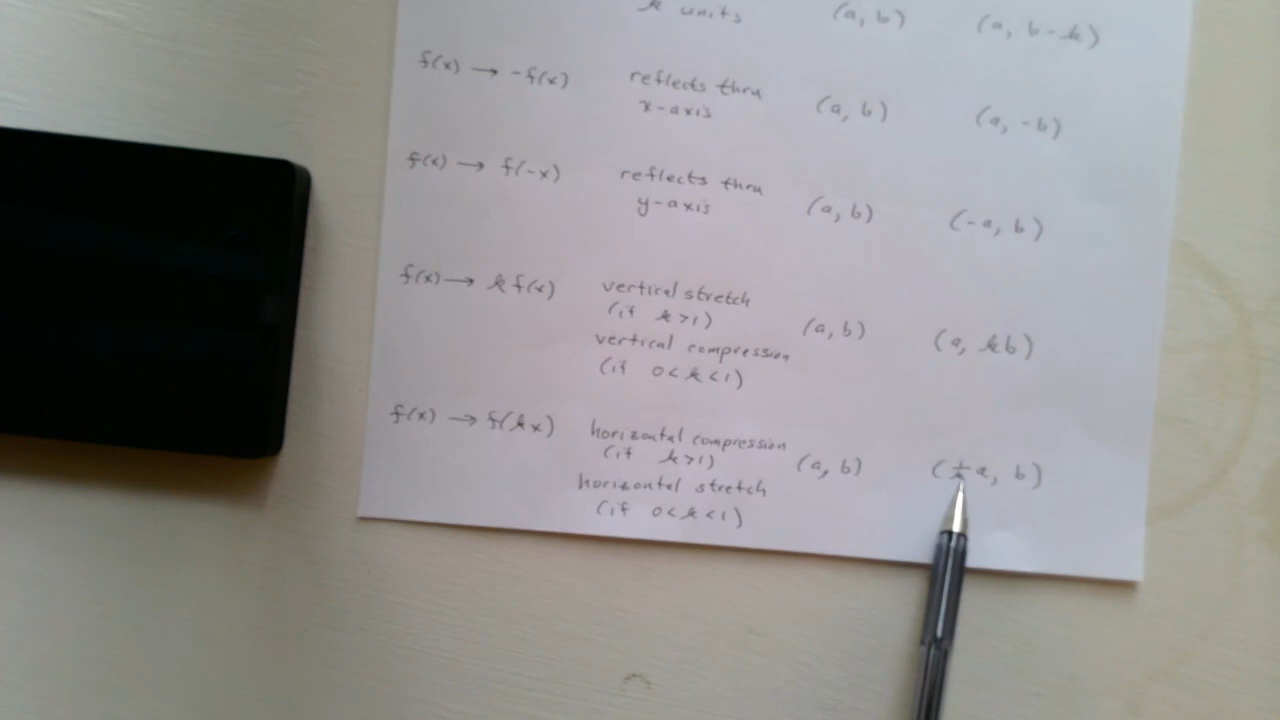 k units (a, b) (a, b-k)
f(x) → -f(x) reflects thru
x-axis (a, b) (a, -b)
f(x) → f(-x) reflects thru
y-axis (a, b) (-a, b)
f(x) → k f(x) vertical stretch
(if k>1) (a, b) (a, kb)
vertical compression
(if 0<k<1)
f(x) → f(kx) horizontal compression
(if k>1) (a, b) (1/k a, b)
horizontal stretch
(if 0<k<1)